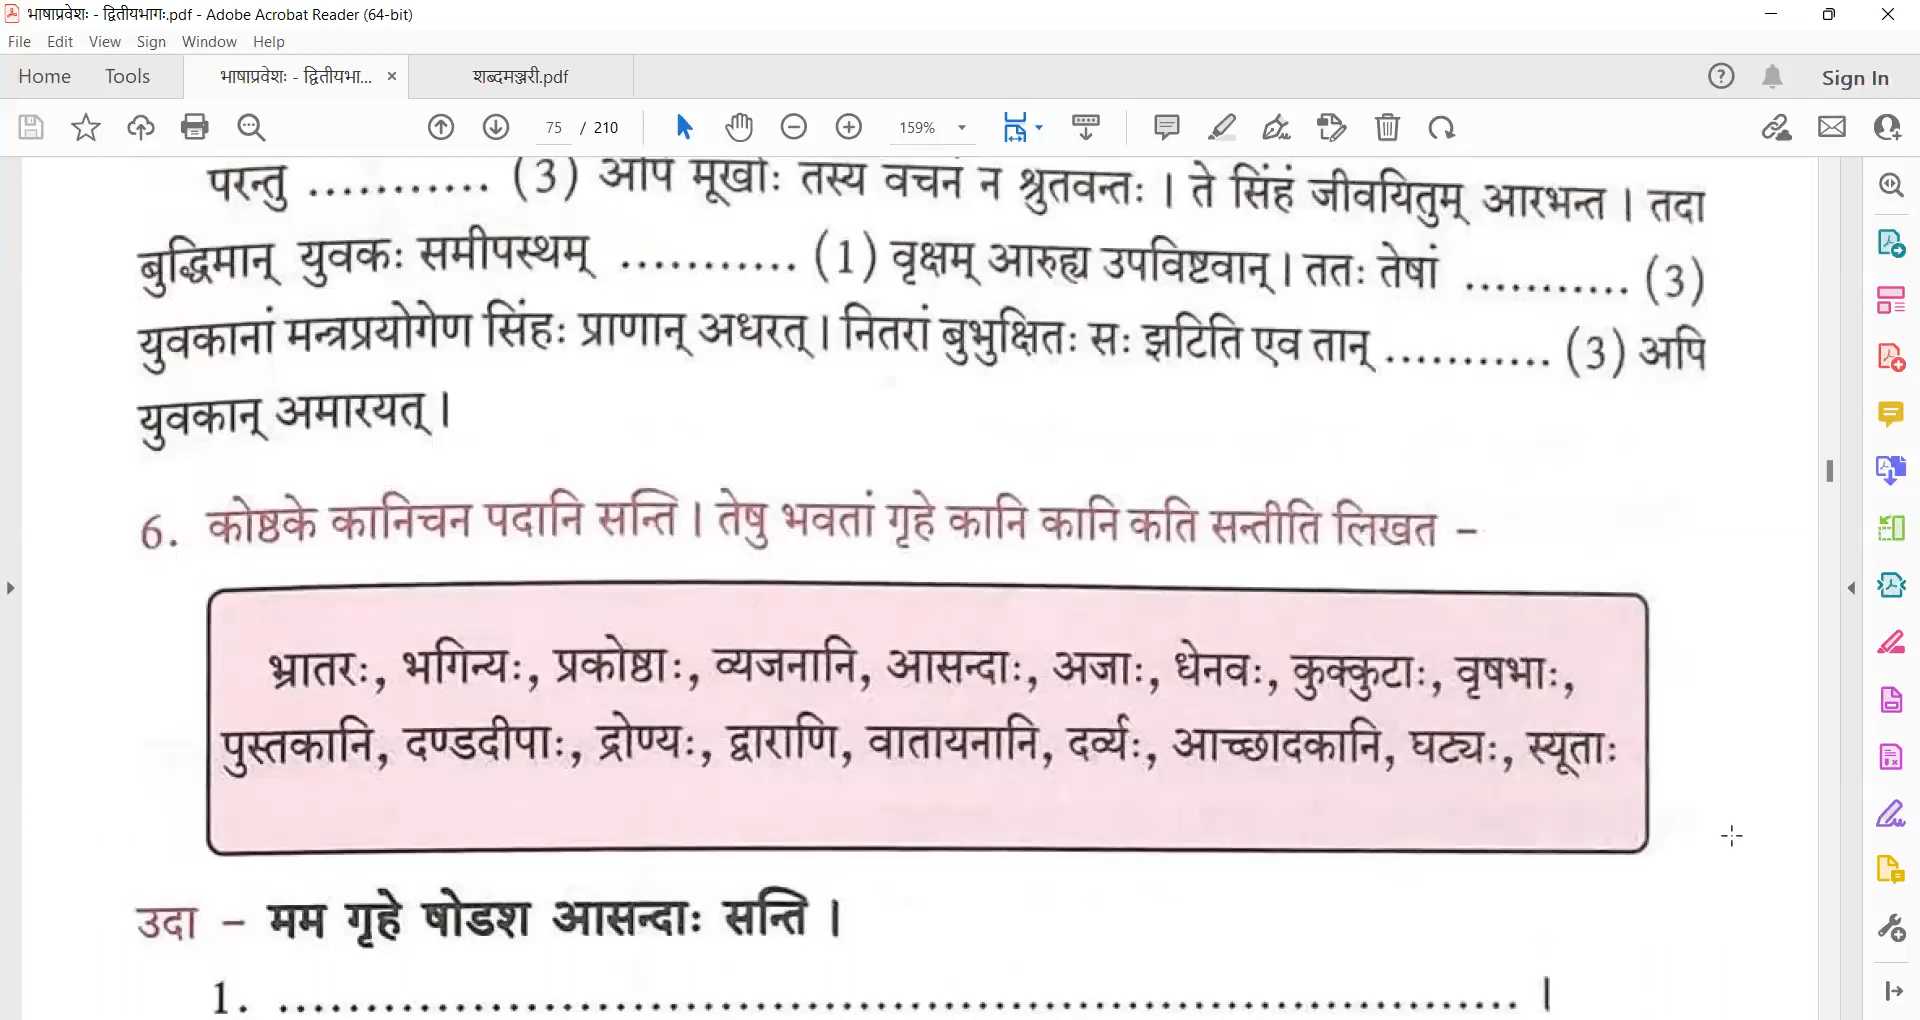 भाषाप्रवेशः - द्वितीयभागः.pdf - Adobe Acrobat Reader (64-bit)
File Edit View Sign Window Help
Home Tools भाषाप्रवेशः - द्वितीयभा... × शब्दमञ्जरी.pdf Sign In
75 / 210 159%
परन्तु ........... (3) अपि मूर्खाः तस्य वचनं न श्रुतवन्तः । ते सिंहं जीवयितुम् आरभन्त । तदा
बुद्धिमान् युवकः समीपस्थम् ........... (1) वृक्षम् आरुह्य उपविष्टवान् । ततः तेषां ........... (3)
युवकानां मन्त्रप्रयोगेण सिंहः प्राणान् अधरत् । नितरां बुभुक्षितः सः झटिति एव तान् ........... (3) अपि
युवकान् अमारयत् ।
6. कोष्ठके कानिचन पदानि सन्ति । तेषु भवतां गृहे कानि कानि कति सन्तीति लिखत –
भ्रातरः, भगिन्यः, प्रकोष्ठाः, व्यजनानि, आसन्दाः, अजाः, धेनवः, कुक्कुटाः, वृषभाः,
पुस्तकानि, दण्डदीपाः, द्रोण्यः, द्वाराणि, वातायनानि, दर्व्यः, आच्छादकानि, घट्यः, स्यूताः
उदा – मम गृहे षोडश आसन्दाः सन्ति ।
1. ........................................................................... ।